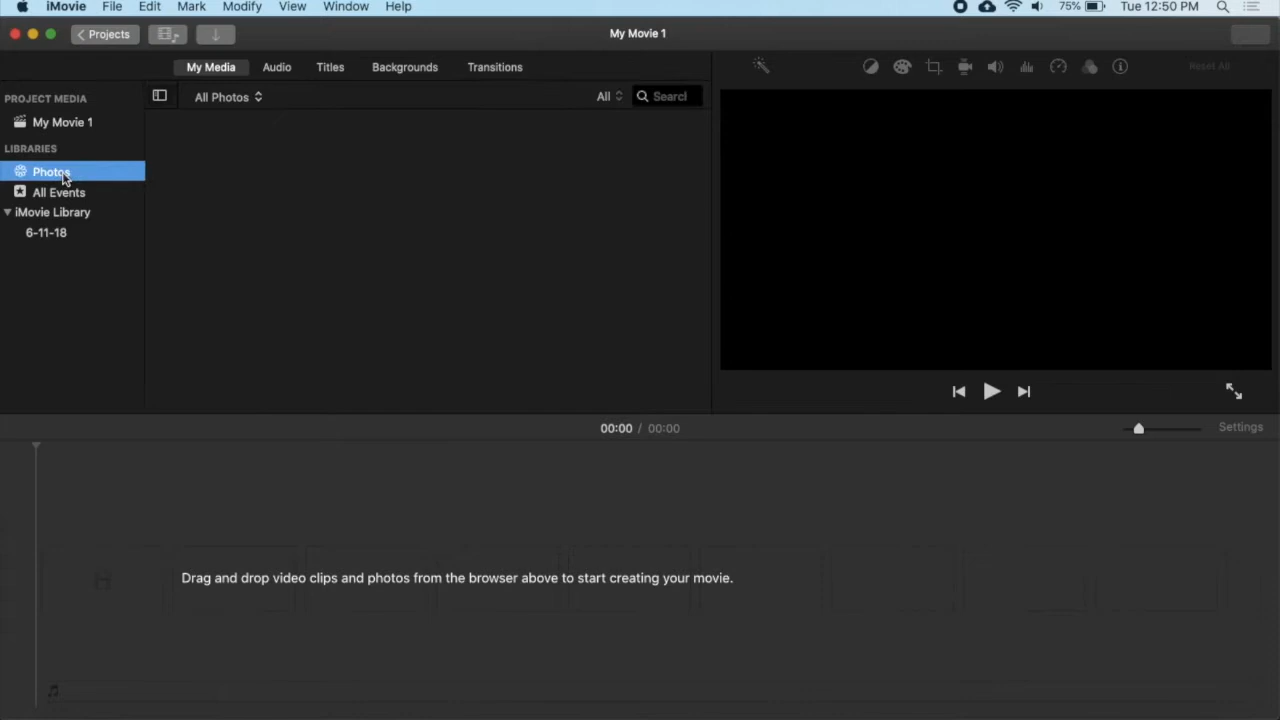 iMovie File Edit Mark Modify View Window Help 75% Tue 12:50 PM
Projects My Movie 1
My Media Audio Titles Backgrounds Transitions Reset All
PROJECT MEDIA All Photos All Searcl
My Movie 1
LIBRARIES
Photos
All Events
iMovie Library
6-11-18
00:00 / 00:00 Settings
Drag and drop video clips and photos from the browser above to start creating your movie.